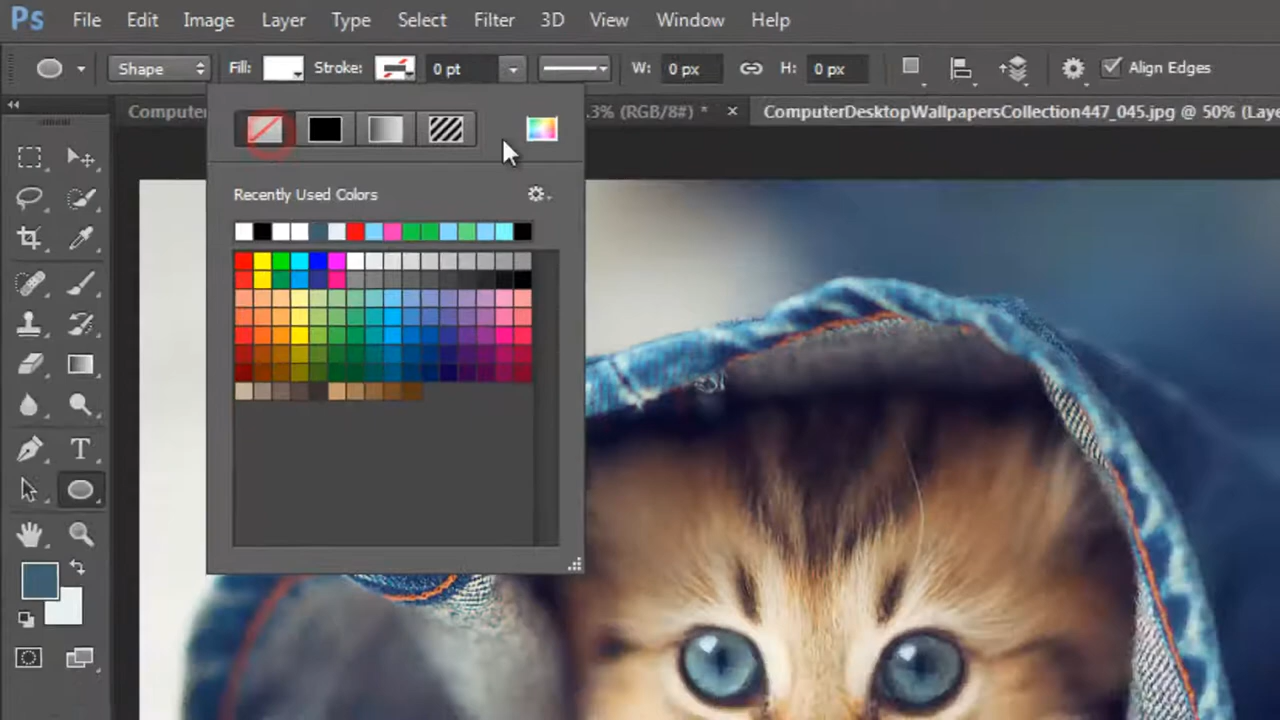 Ps File Edit Image Layer Type Select Filter 3D View Window Help
Shape Fill: Stroke: 0 pt W: 0 px H: 0 px Align Edges
Computer .3% (RGB/8#) * × ComputerDesktopWallpapersCollection447_045.jpg @ 50% (Laye
Recently Used Colors
T